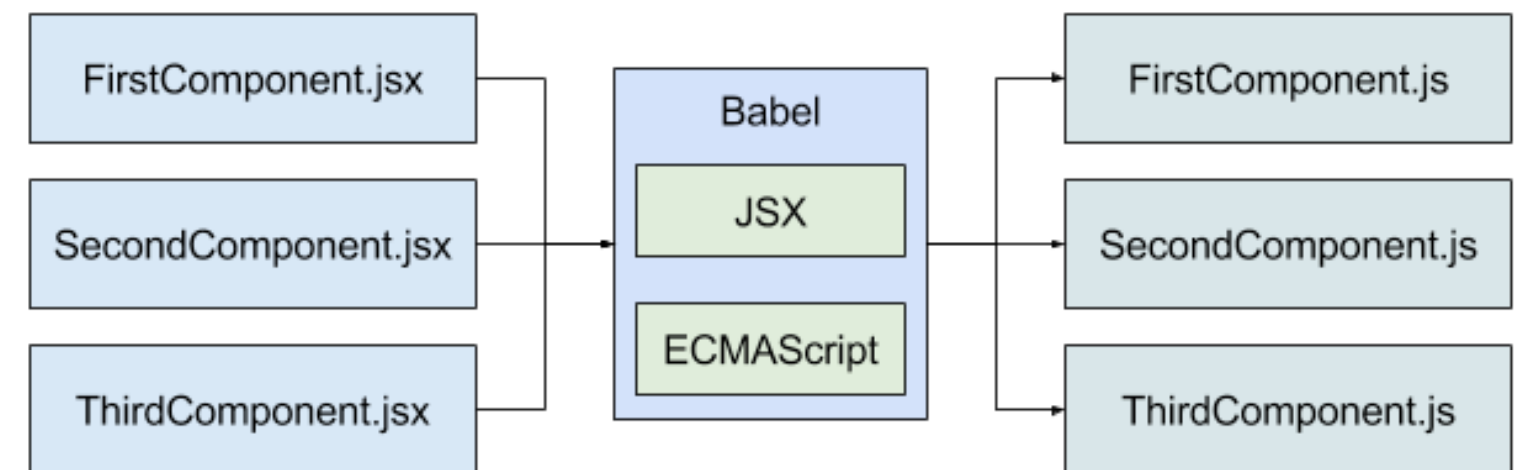 FirstComponent.jsx
SecondComponent.jsx
ThirdComponent.jsx
Babel
JSX
ECMAScript
FirstComponent.js
SecondComponent.js
ThirdComponent.js